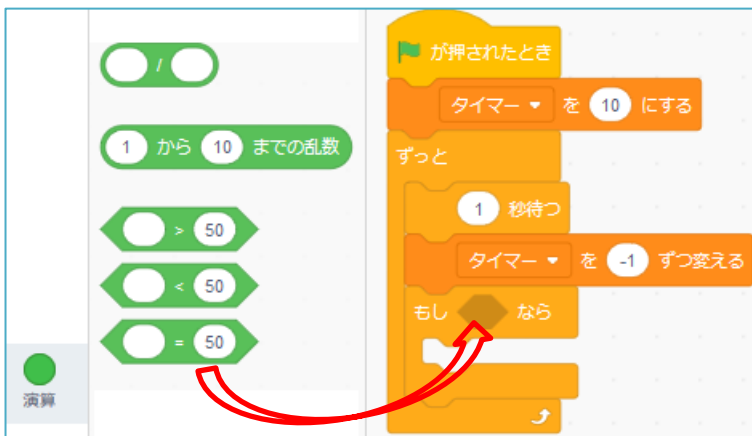 /
1 から 10 までの乱数
> 50
< 50
= 50
演算
が押されたとき
タイマー を 10 にする
ずっと
1 秒待つ
タイマー を -1 ずつ変える
もし なら